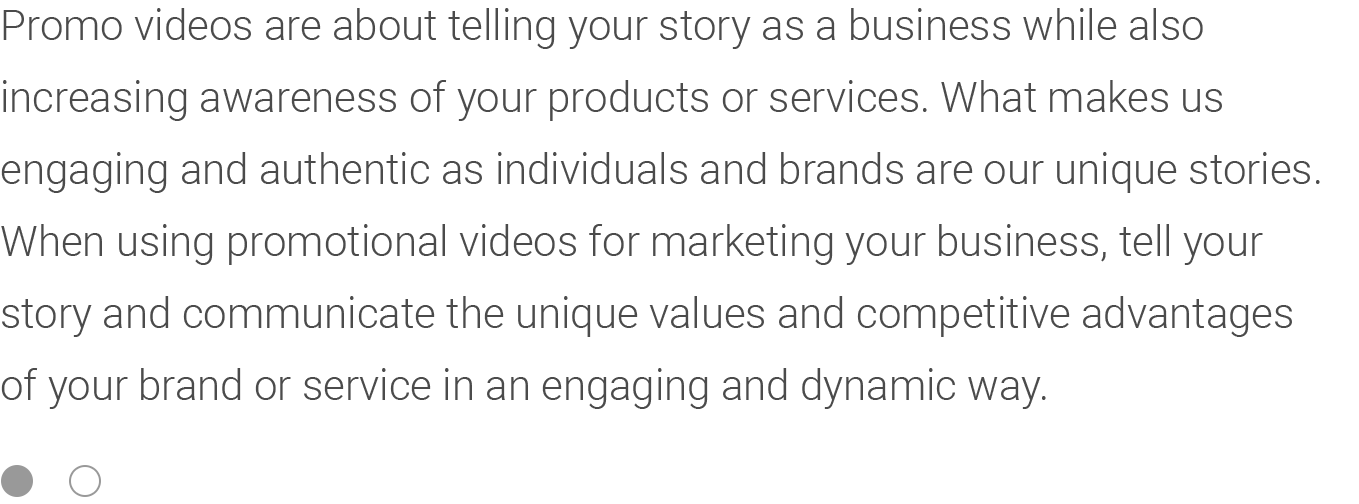 Promo videos are about telling your story as a business while also
increasing awareness of your products or services. What makes us
engaging and authentic as individuals and brands are our unique stories.
When using promotional videos for marketing your business, tell your
story and communicate the unique values and competitive advantages
of your brand or service in an engaging and dynamic way.